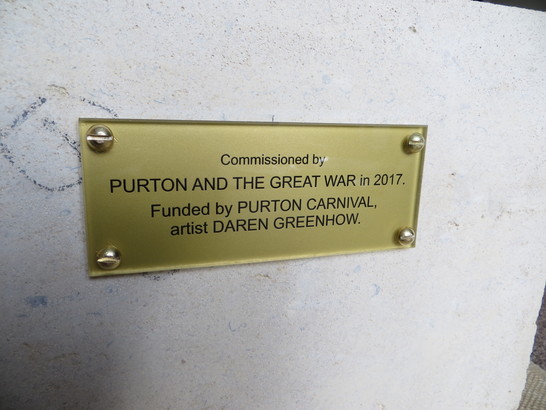 Commissioned by
PURTON AND THE GREAT WAR in 2017.
Funded by PURTON CARNIVAL,
artist DAREN GREENHOW.